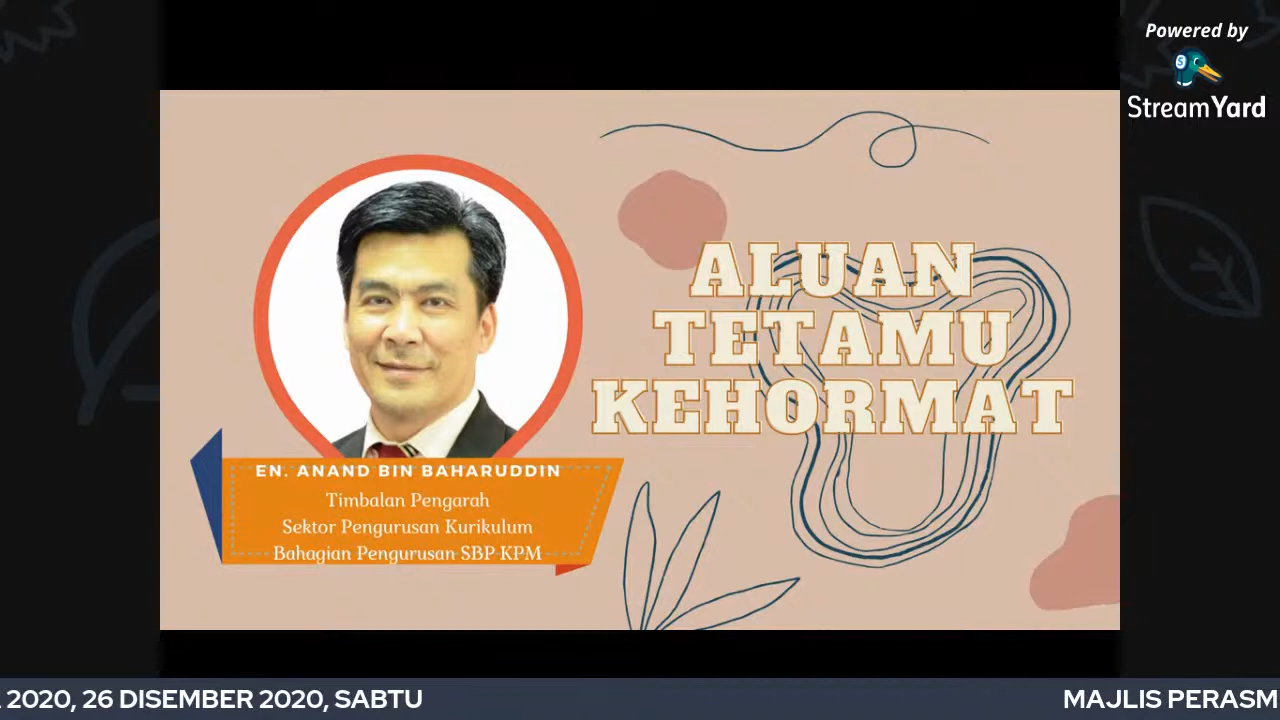 Powered by
StreamYard
ALUAN
TETAMU
KEHORMAT
EN. ANAND BIN BAHARUDDIN
Timbalan Pengarah
Sektor Pengurusan Kurikulum
Bahagian Pengurusan SBP KPM
2020, 26 DISEMBER 2020, SABTU
MAJLIS PERASM